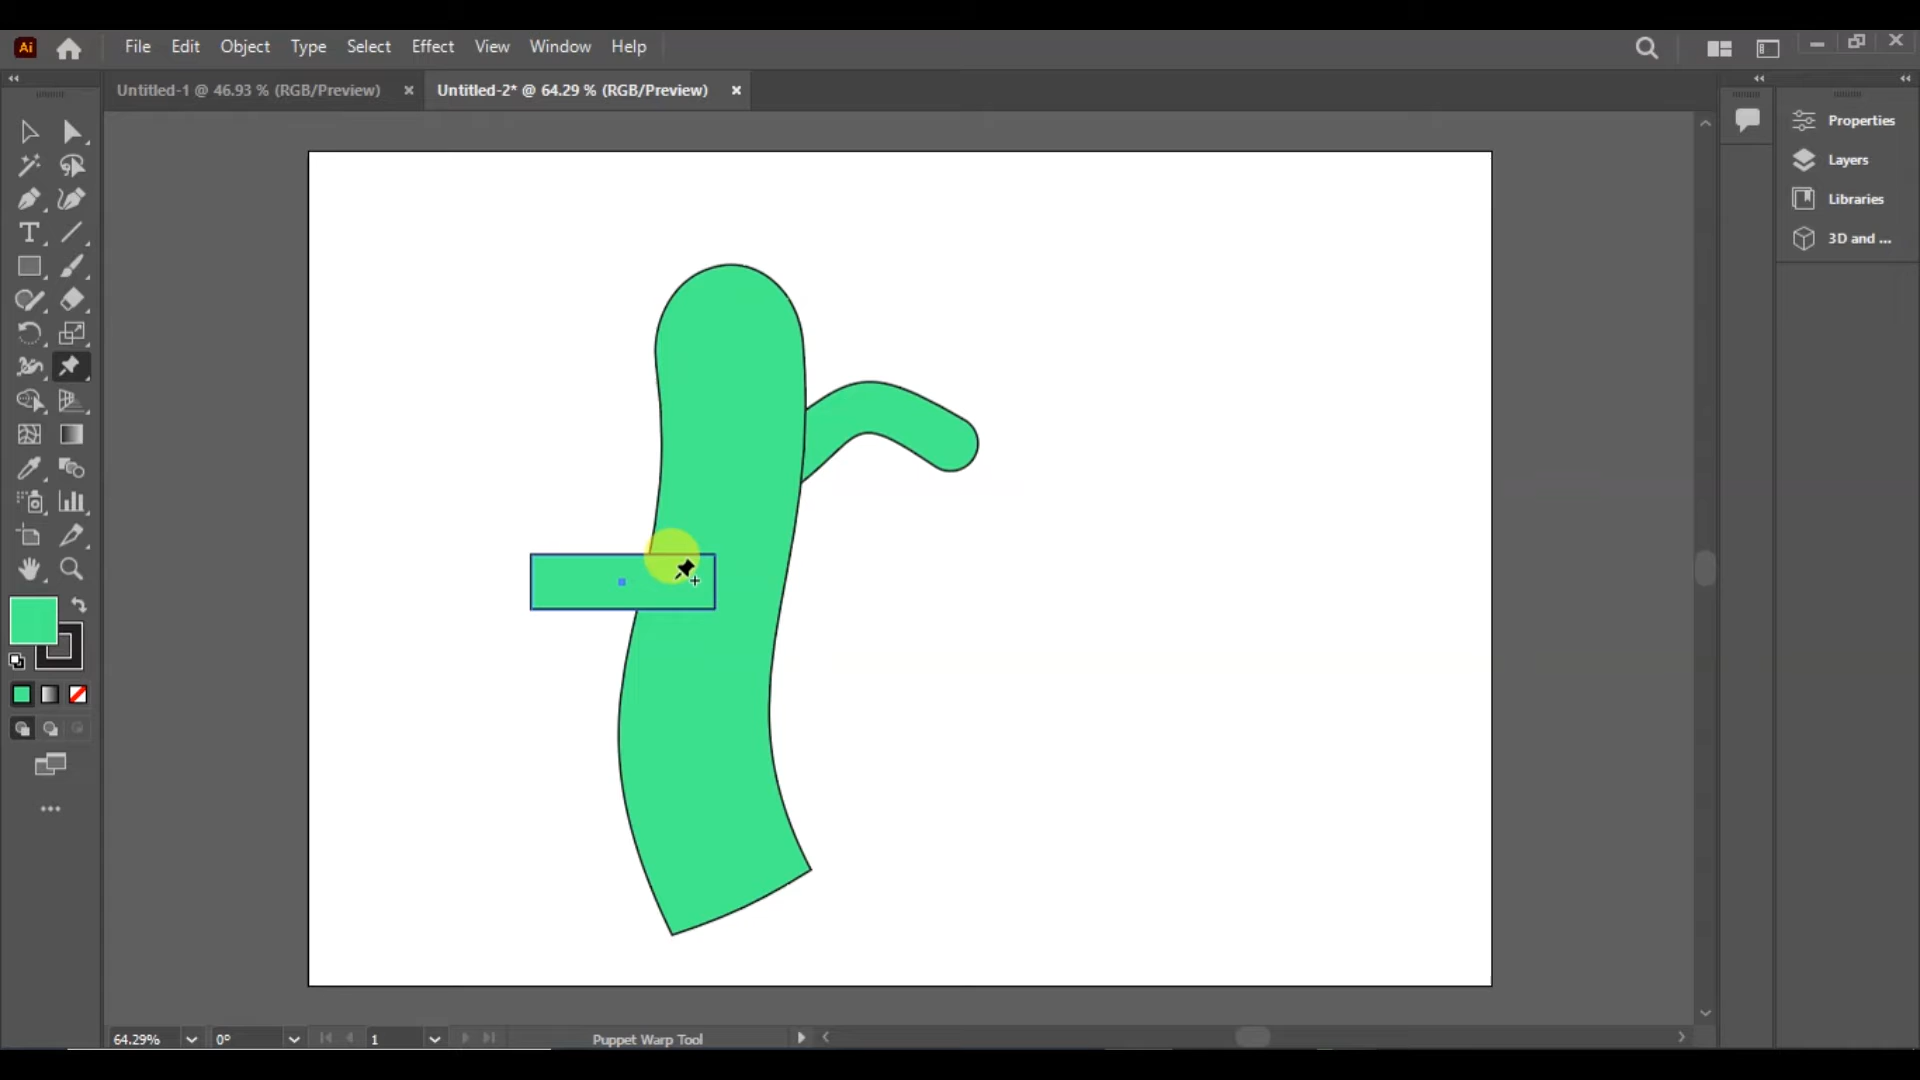 Ai File Edit Object Type Select Effect View Window Help
Untitled-1 @ 46.93 % (RGB/Preview) × Untitled-2* @ 64.29 % (RGB/Preview) ×
Properties
Layers
Libraries
3D and ...
64.29% 0° 1 Puppet Warp Tool